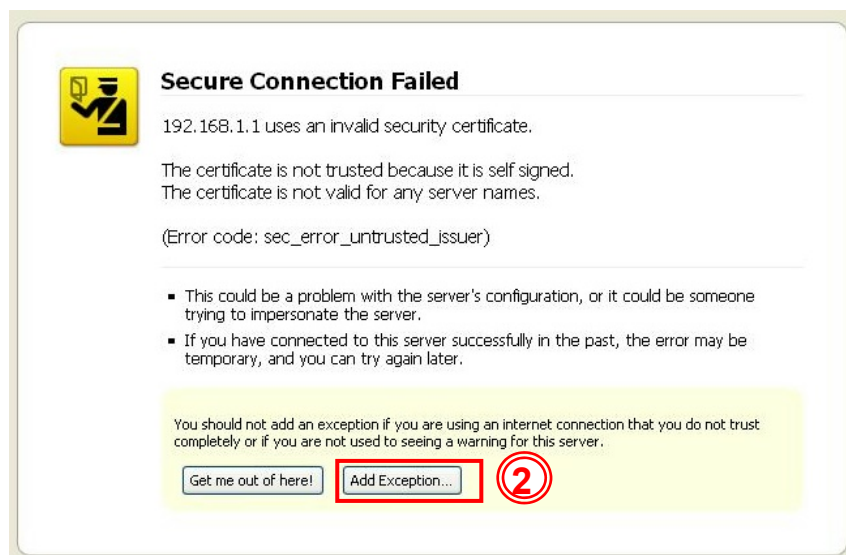 Secure Connection Failed
192.168.1.1 uses an invalid security certificate.
The certificate is not trusted because it is self signed.
The certificate is not valid for any server names.
(Error code: sec_error_untrusted_issuer)
This could be a problem with the server's configuration, or it could be someone
trying to impersonate the server.
If you have connected to this server successfully in the past, the error may be
temporary, and you can try again later.
You should not add an exception if you are using an internet connection that you do not trust
completely or if you are not used to seeing a warning for this server.
Get me out of here! Add Exception... 2